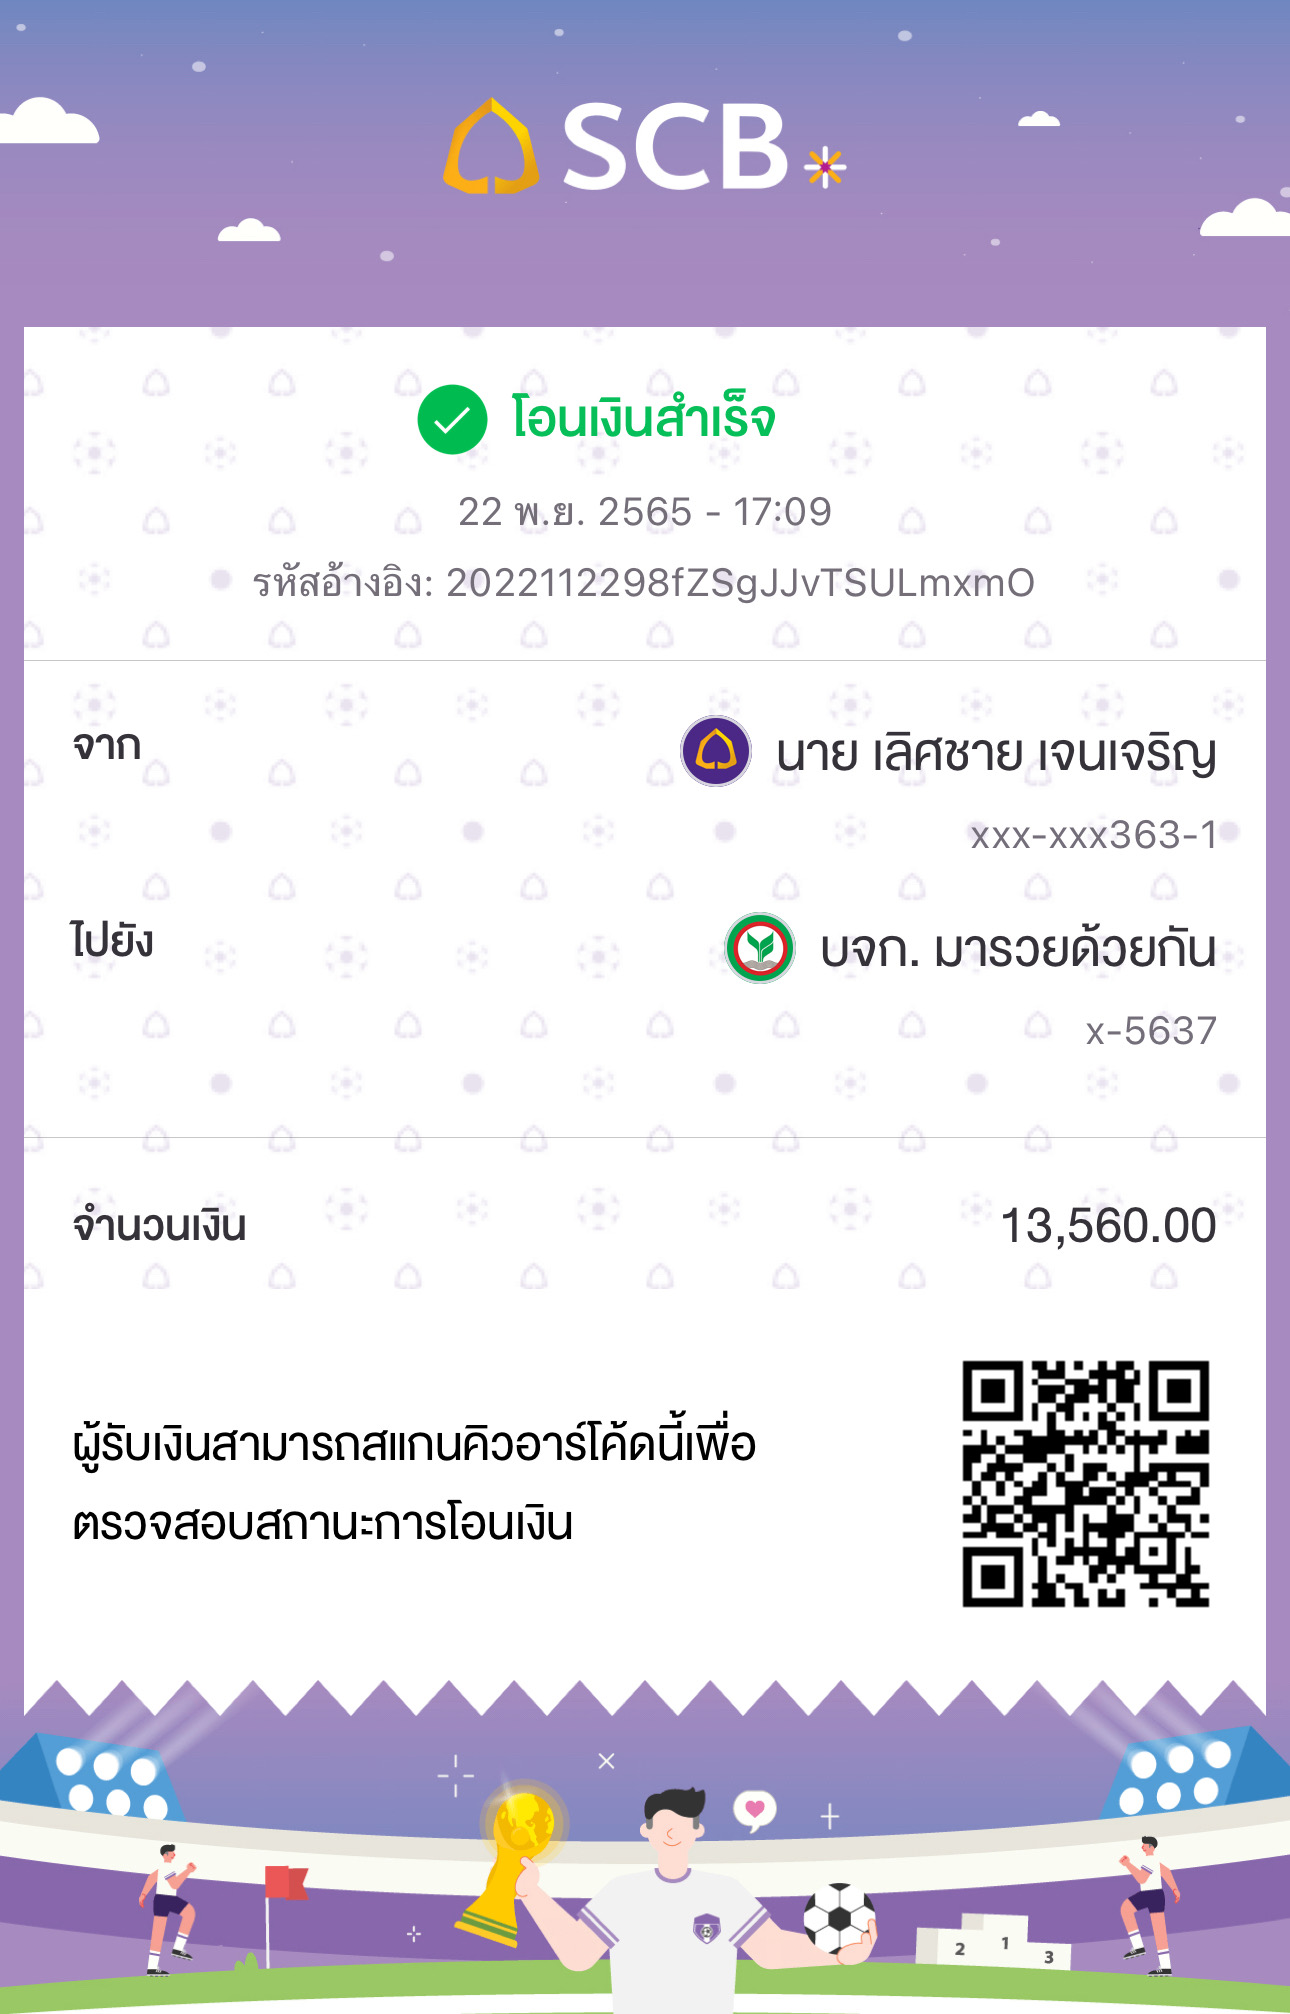 SCB
โอนเงินสำเร็จ
22 พ.ย. 2565 - 17:09
รหัสอ้างอิง: 2022112298fZSgJJvTSULmxmO
จาก
นาย เลิศชาย เจนเจริญ
xxx-xxx363-1
ไปยัง
บจก. มารวยด้วยกัน
x-5637
จำนวนเงิน
13,560.00
ผู้รับเงินสามารถสแกนคิวอาร์โค้ดนี้เพื่อ
ตรวจสอบสถานะการโอนเงิน
2 1 3